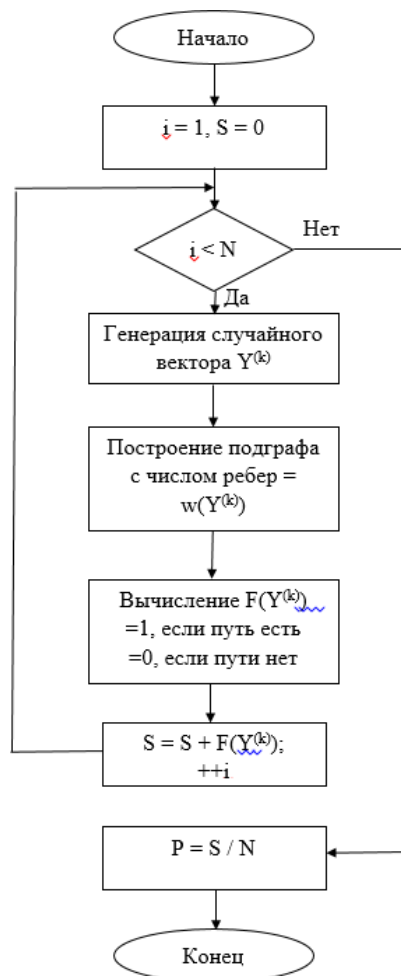 Начало
i = 1, S = 0
i < N
Нет
Да
Генерация случайного
вектора Y⁽ᵏ⁾
Построение подграфа
с числом ребер =
w(Y⁽ᵏ⁾)
Вычисление F(Y⁽ᵏ⁾)
=1, если путь есть
=0, если пути нет
S = S + F(Y⁽ᵏ⁾);
++i
P = S / N
Конец